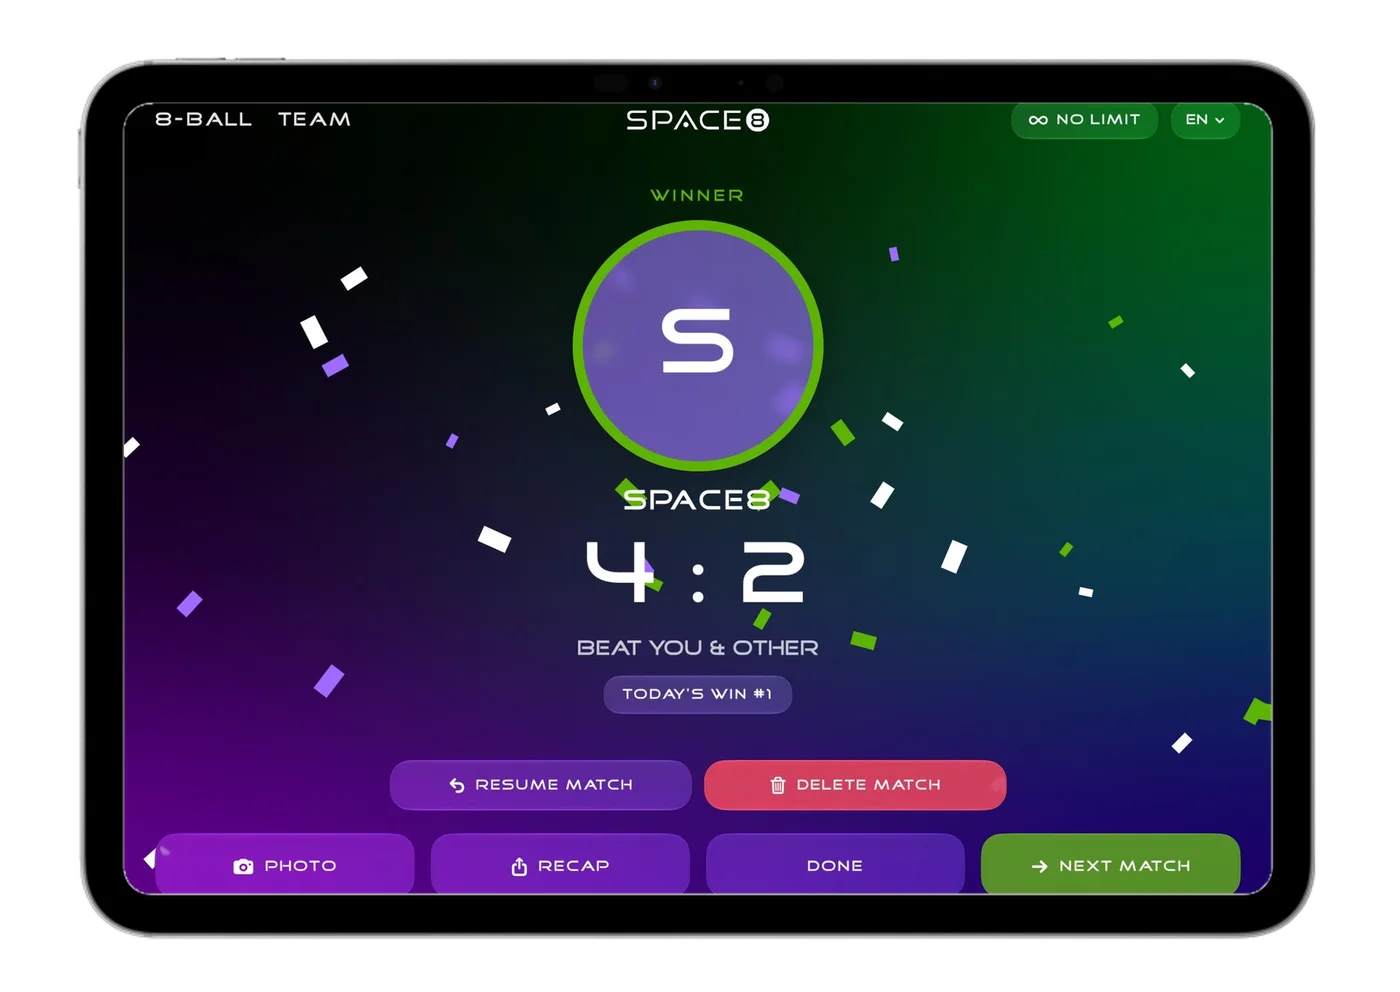 8-BALL TEAM
SPACE8
NO LIMIT
EN
WINNER
S
SPACE8
4 : 2
BEAT YOU & OTHER
TODAY'S WIN #1
RESUME MATCH
DELETE MATCH
PHOTO
RECAP
DONE
NEXT MATCH